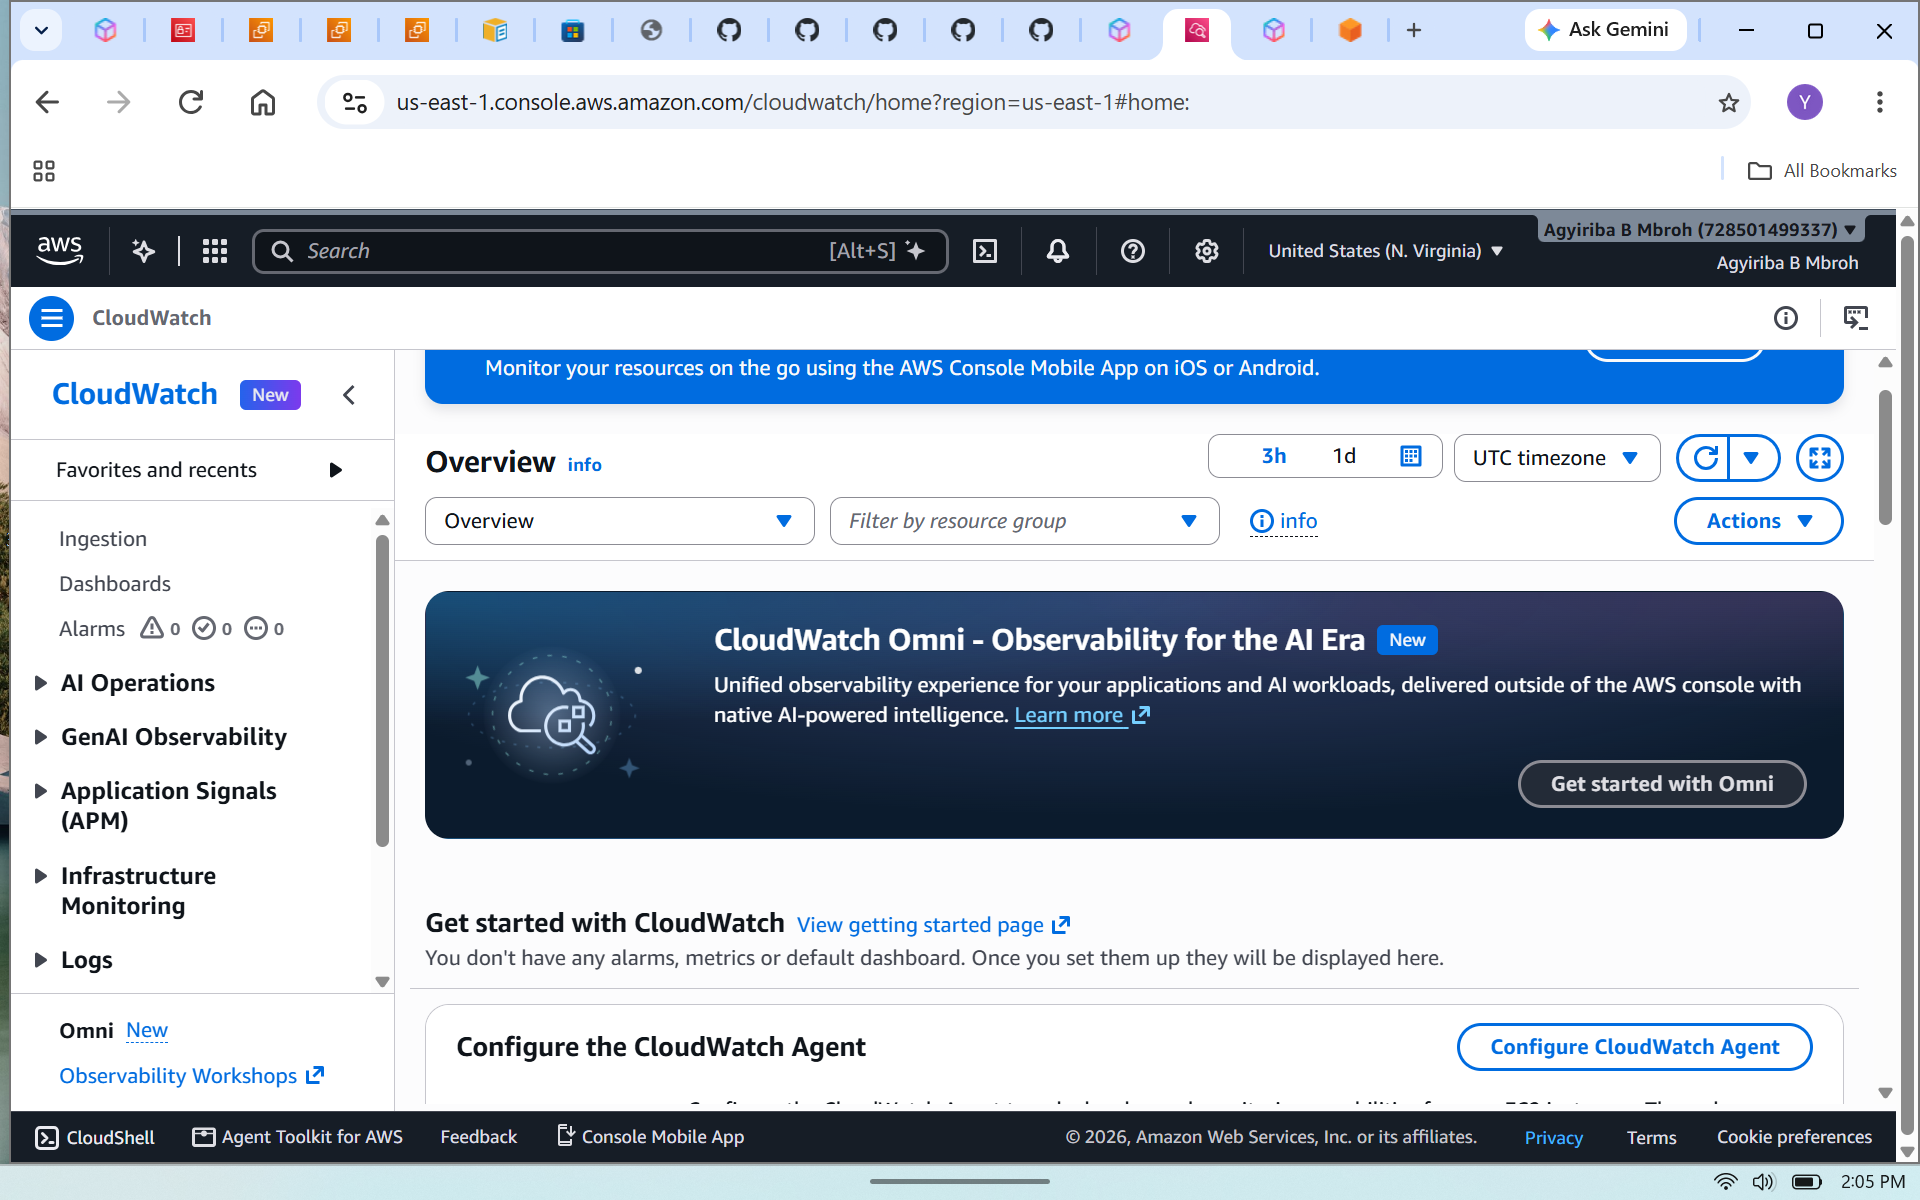 Ask Gemini
us-east-1.console.aws.amazon.com/cloudwatch/home?region=us-east-1#home:
Y
All Bookmarks
aws
Search
[Alt+S]
United States (N. Virginia)
Agyiriba B Mbroh (728501499337)
Agyiriba B Mbroh
CloudWatch
CloudWatch
New
Favorites and recents
Ingestion
Dashboards
Alarms 0 0 0
AI Operations
GenAI Observability
Application Signals
(APM)
Infrastructure
Monitoring
Logs
Omni New
Observability Workshops
Monitor your resources on the go using the AWS Console Mobile App on iOS or Android.
Overview info
3h 1d
UTC timezone
Overview
Filter by resource group
info
Actions
CloudWatch Omni - Observability for the AI Era New
Unified observability experience for your applications and AI workloads, delivered outside of the AWS console with
native AI-powered intelligence. Learn more
Get started with Omni
Get started with CloudWatch View getting started page
You don't have any alarms, metrics or default dashboard. Once you set them up they will be displayed here.
Configure the CloudWatch Agent
Configure CloudWatch Agent
CloudShell
Agent Toolkit for AWS
Feedback
Console Mobile App
© 2026, Amazon Web Services, Inc. or its affiliates.
Privacy
Terms
Cookie preferences
2:05 PM